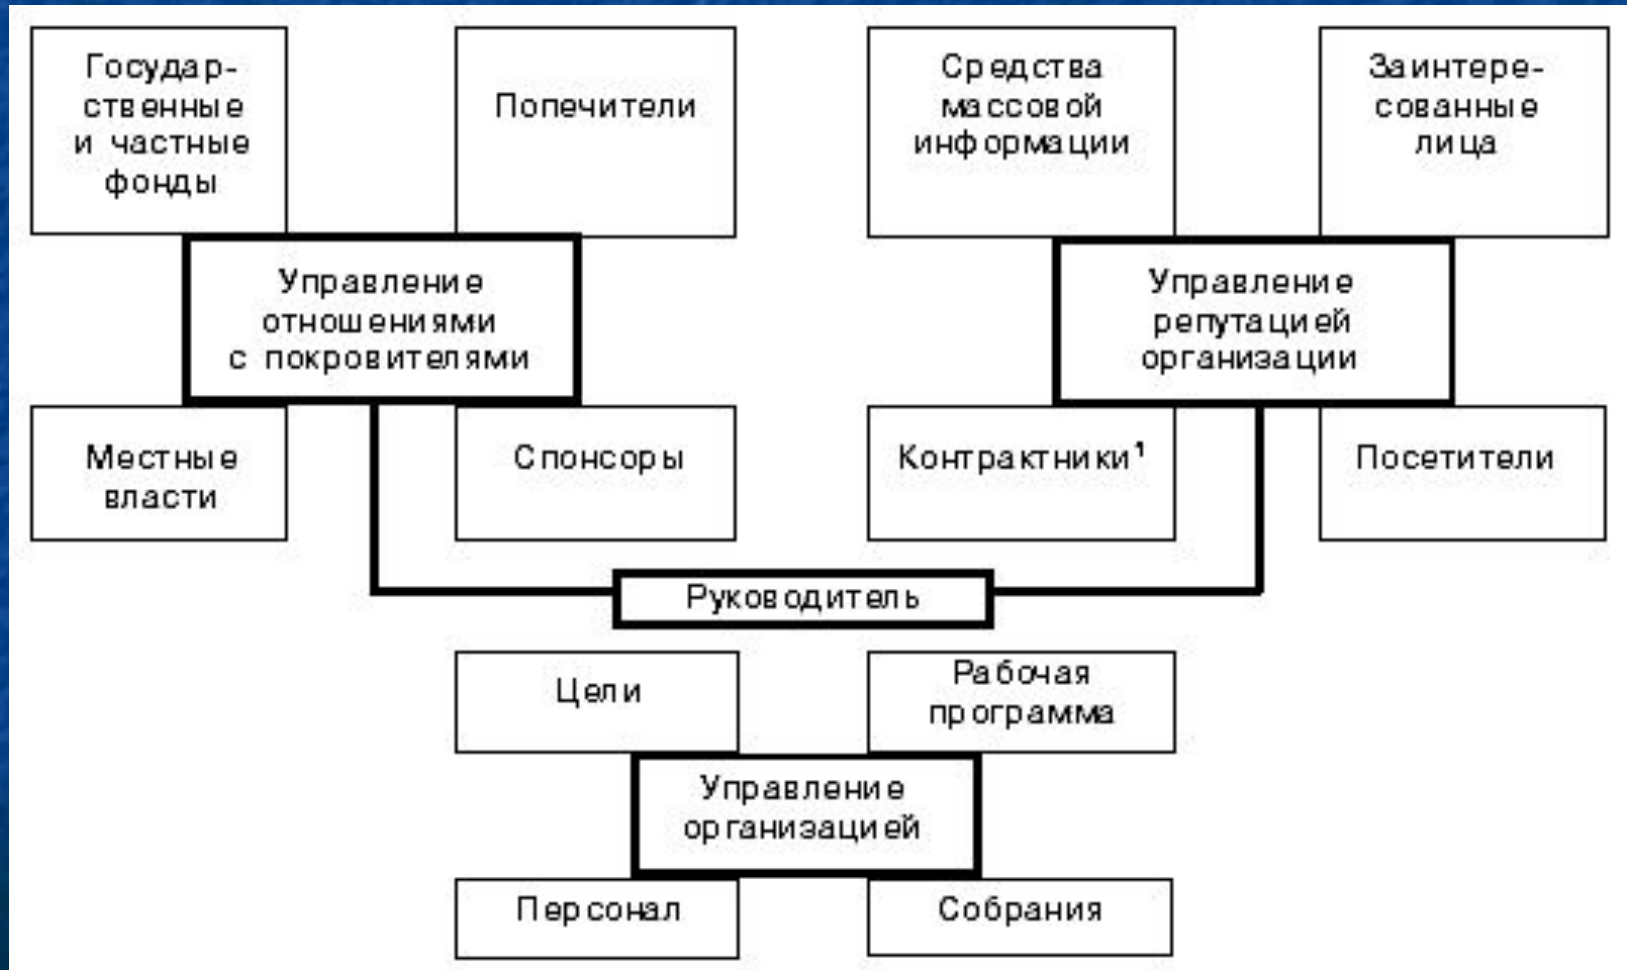 Государ-
ственные
и частные
фонды
Попечители
Средства
массовой
информации
Заинтере-
сованные
лица
Управление
отношениями
с покровителями
Управление
репутацией
организации
Местные
власти
Спонсоры
Контрактники¹
Посетители
Руководитель
Цели
Рабочая
программа
Управление
организацией
Персонал
Собрания